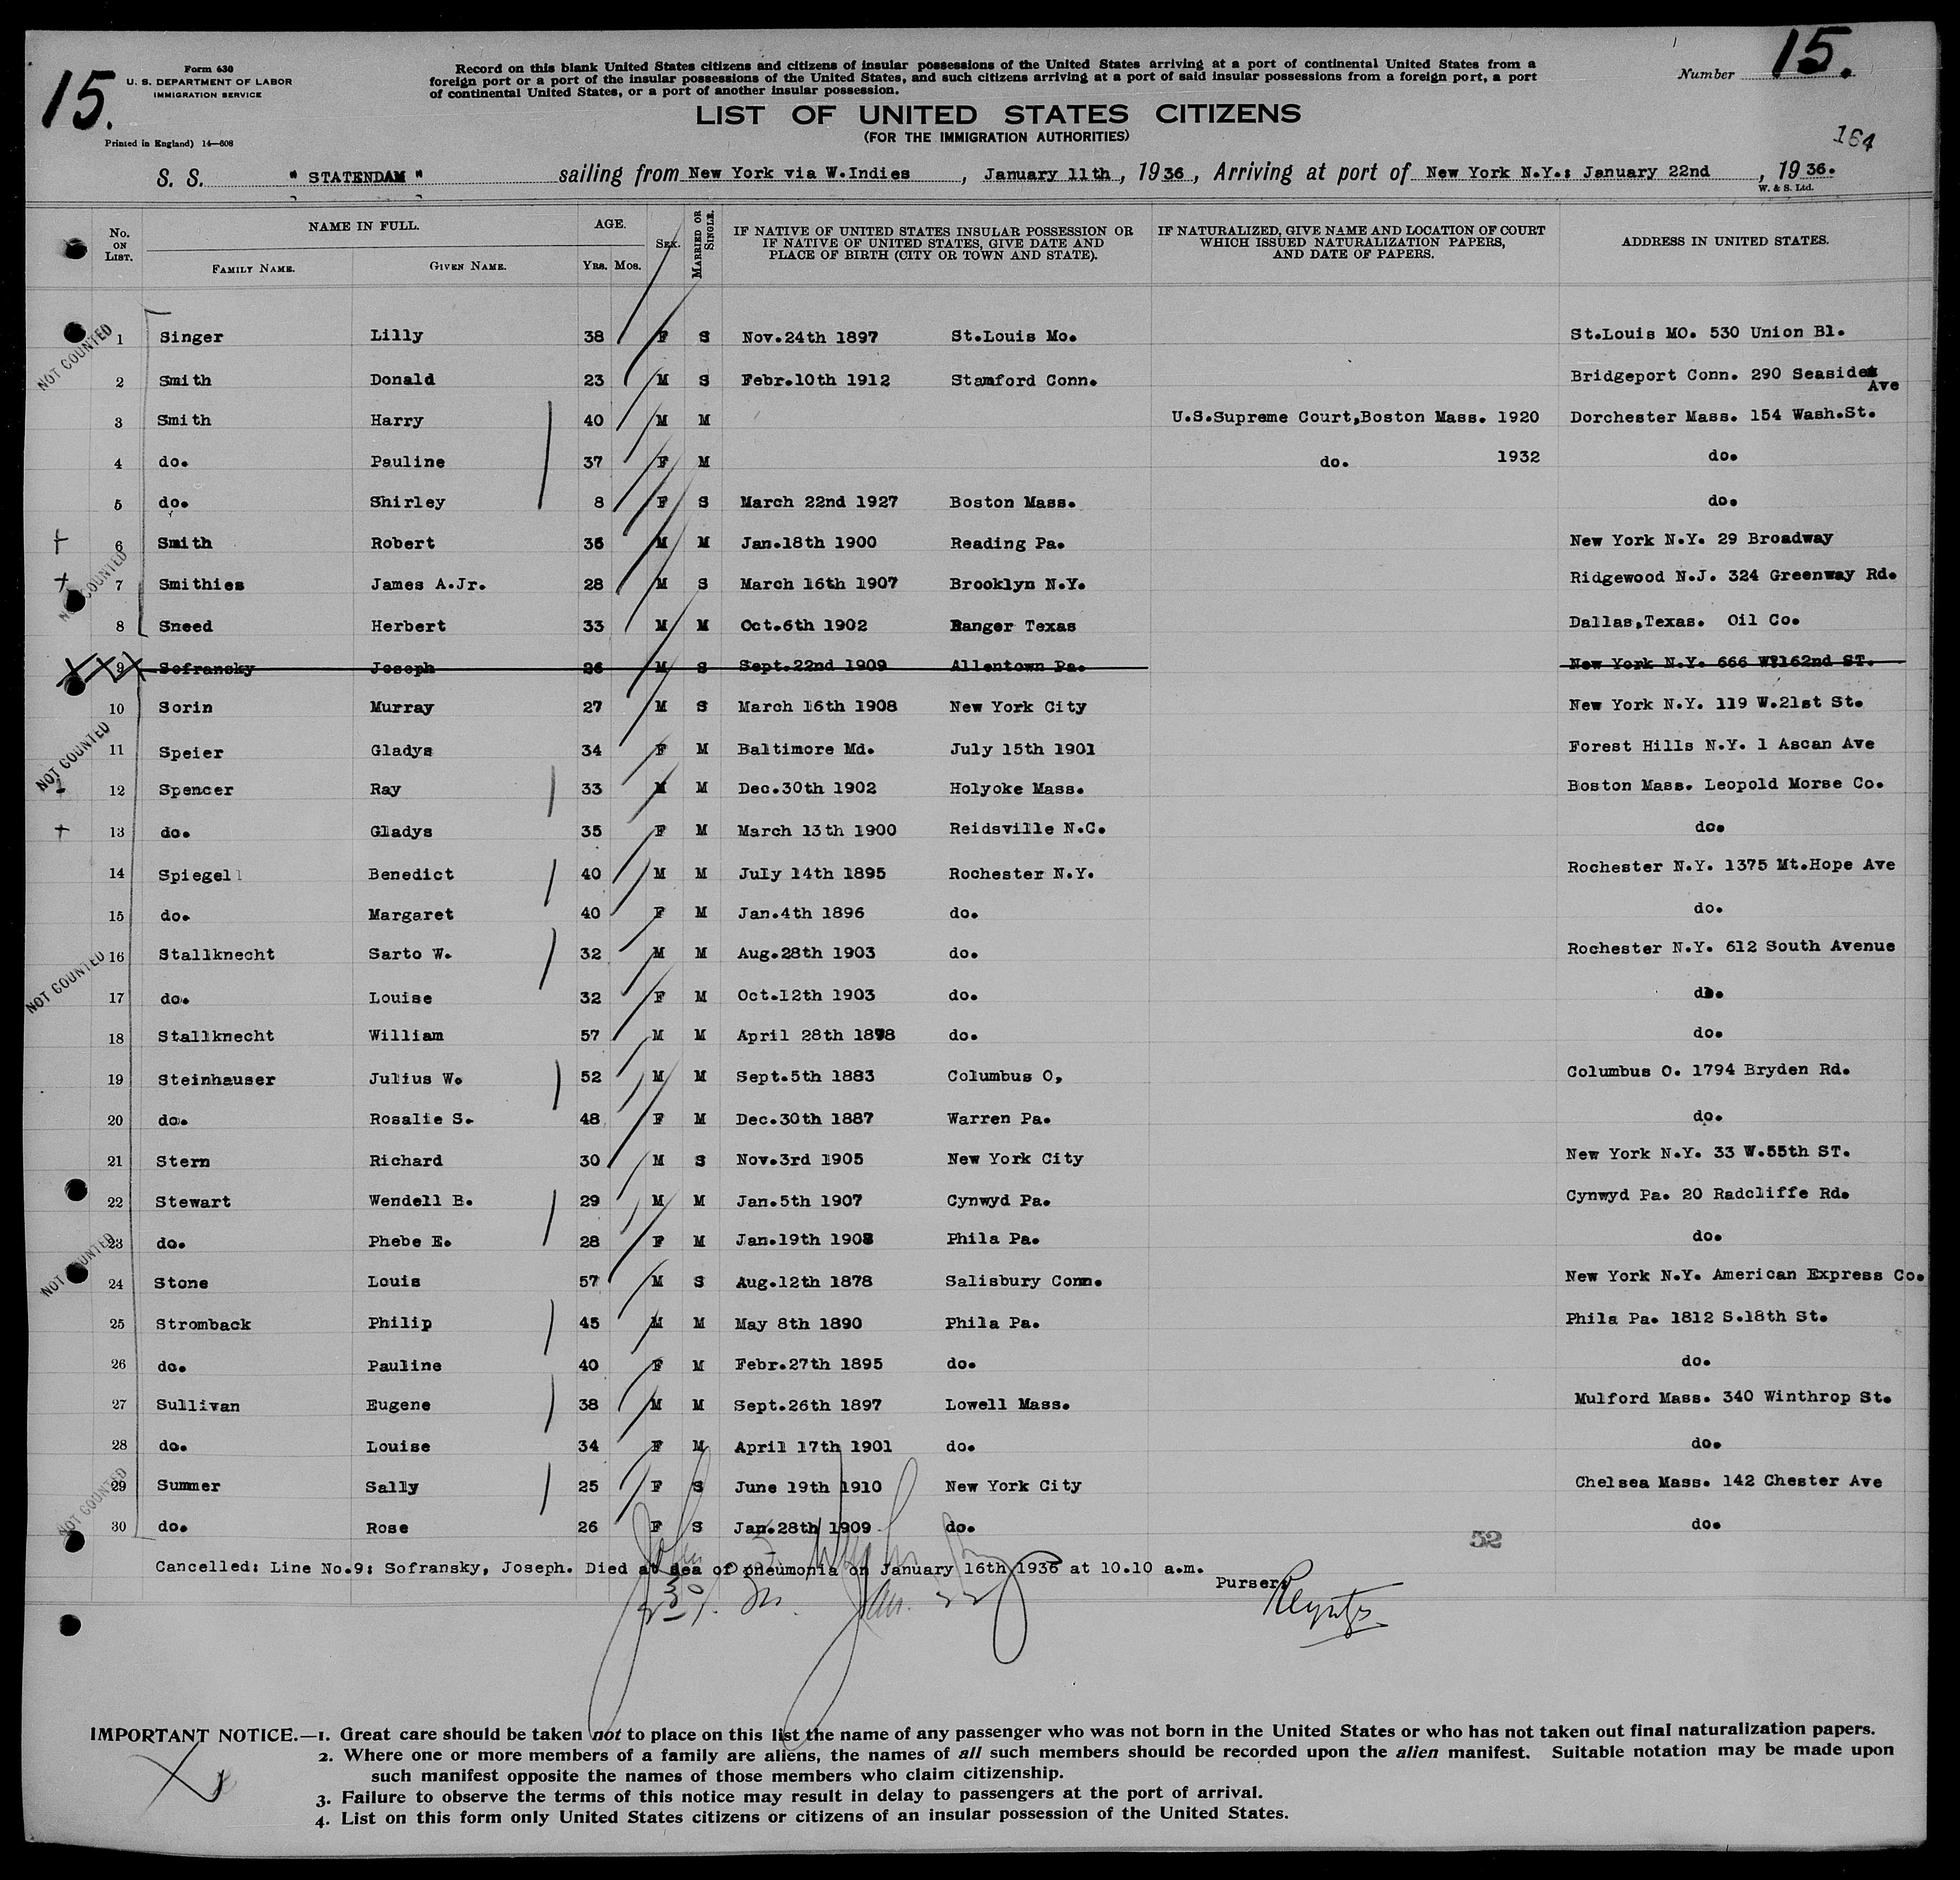 15.
Form 630
U. S. DEPARTMENT OF LABOR
IMMIGRATION SERVICE
Printed in England) 14—608
Record on this blank United States citizens and citizens of insular possessions of the United States arriving at a port of continental United States from a
foreign port or a port of the insular possessions of the United States, and such citizens arriving at a port of said insular possessions from a foreign port, a port
of continental United States, or a port of another insular possession.
Number 15.
LIST OF UNITED STATES CITIZENS
(FOR THE IMMIGRATION AUTHORITIES)
164
S. S. " STATENDAM " sailing from New York via W.Indies , January 11th , 1936 , Arriving at port of New York N.Y.: January 22nd , 1936.
W. & S. Ltd.
No. ON LIST. NAME IN FULL. FAMILY NAME. GIVEN NAME. AGE. YRS. MOS. SEX. MARRIED OR SINGLE. IF NATIVE OF UNITED STATES INSULAR POSSESSION OR IF NATIVE OF UNITED STATES, GIVE DATE AND PLACE OF BIRTH (CITY OR TOWN AND STATE). IF NATURALIZED, GIVE NAME AND LOCATION OF COURT WHICH ISSUED NATURALIZATION PAPERS, AND DATE OF PAPERS. ADDRESS IN UNITED STATES.
NOT COUNTED
1 Singer Lilly 38 F S Nov.24th 1897 St.Louis Mo. St.Louis MO. 530 Union Bl.
2 Smith Donald 23 M S Febr.10th 1912 Stamford Conn. Bridgeport Conn. 290 Seaside Ave
3 Smith Harry 40 M M U.S.Supreme Court,Boston Mass. 1920 Dorchester Mass. 154 Wash.St.
4 do. Pauline 37 F M do. 1932 do.
5 do. Shirley 8 F S March 22nd 1927 Boston Mass. do.
6 Smith Robert 36 M M Jan.18th 1900 Reading Pa. New York N.Y. 29 Broadway
NOT COUNTED
7 Smithies James A.Jr. 28 M S March 16th 1907 Brooklyn N.Y. Ridgewood N.J. 324 Greenway Rd.
8 Sneed Herbert 33 M M Oct.6th 1902 Ranger Texas Dallas,Texas. Oil Co.
9 Sofransky Joseph 26 M S Sept.22nd 1909 Allentown Pa. New York N.Y. 666 W?162nd ST.
10 Sorin Murray 27 M S March 16th 1908 New York City New York N.Y. 119 W.21st St.
NOT COUNTED
11 Speier Gladys 34 F M Baltimore Md. July 15th 1901 Forest Hills N.Y. 1 Ascan Ave
12 Spencer Ray 33 M M Dec.30th 1902 Holyoke Mass. Boston Mass. Leopold Morse Co.
13 do. Gladys 35 F M March 13th 1900 Reidsville N.C. do.
14 Spiegel Benedict 40 M M July 14th 1895 Rochester N.Y. Rochester N.Y. 1375 Mt.Hope Ave
15 do. Margaret 40 F M Jan.4th 1896 do. do.
NOT COUNTED
16 Stallknecht Sarto W. 32 M M Aug.28th 1903 do. Rochester N.Y. 612 South Avenue
17 do. Louise 32 F M Oct.12th 1903 do. do.
18 Stallknecht William 57 M M April 28th 1878 do. do.
19 Steinhauser Julius W. 52 M M Sept.5th 1883 Columbus O, Columbus O. 1794 Bryden Rd.
20 do. Rosalie S. 48 F M Dec.30th 1887 Warren Pa. do.
21 Stern Richard 30 M S Nov.3rd 1905 New York City New York N.Y. 33 W.55th ST.
22 Stewart Wendell B. 29 M M Jan.5th 1907 Cynwyd Pa. Cynwyd Pa. 20 Radcliffe Rd.
NOT COUNTED
23 do. Phebe E. 28 F M Jan.19th 1908 Phila Pa. do.
24 Stone Louis 57 M S Aug.12th 1878 Salisbury Conn. New York N.Y. American Express Co.
25 Stromback Philip 45 M M May 8th 1890 Phila Pa. Phila Pa. 1812 S.18th St.
26 do. Pauline 40 F M Febr.27th 1895 do. do.
27 Sullivan Eugene 38 M M Sept.26th 1897 Lowell Mass. Mulford Mass. 340 Winthrop St.
28 do. Louise 34 F M April 17th 1901 do. do.
NOT COUNTED
29 Summer Sally 25 F S June 19th 1910 New York City Chelsea Mass. 142 Chester Ave
30 do. Rose 26 F S Jan.28th 1909 do. do.
52
Cancelled: Line No.9: Sofransky, Joseph. Died at sea of pneumonia on January 16th 1936 at 10.10 a.m.
Purser:
IMPORTANT NOTICE.—1. Great care should be taken not to place on this list the name of any passenger who was not born in the United States or who has not taken out final naturalization papers.
2. Where one or more members of a family are aliens, the names of all such members should be recorded upon the alien manifest. Suitable notation may be made upon
such manifest opposite the names of those members who claim citizenship.
3. Failure to observe the terms of this notice may result in delay to passengers at the port of arrival.
4. List on this form only United States citizens or citizens of an insular possession of the United States.